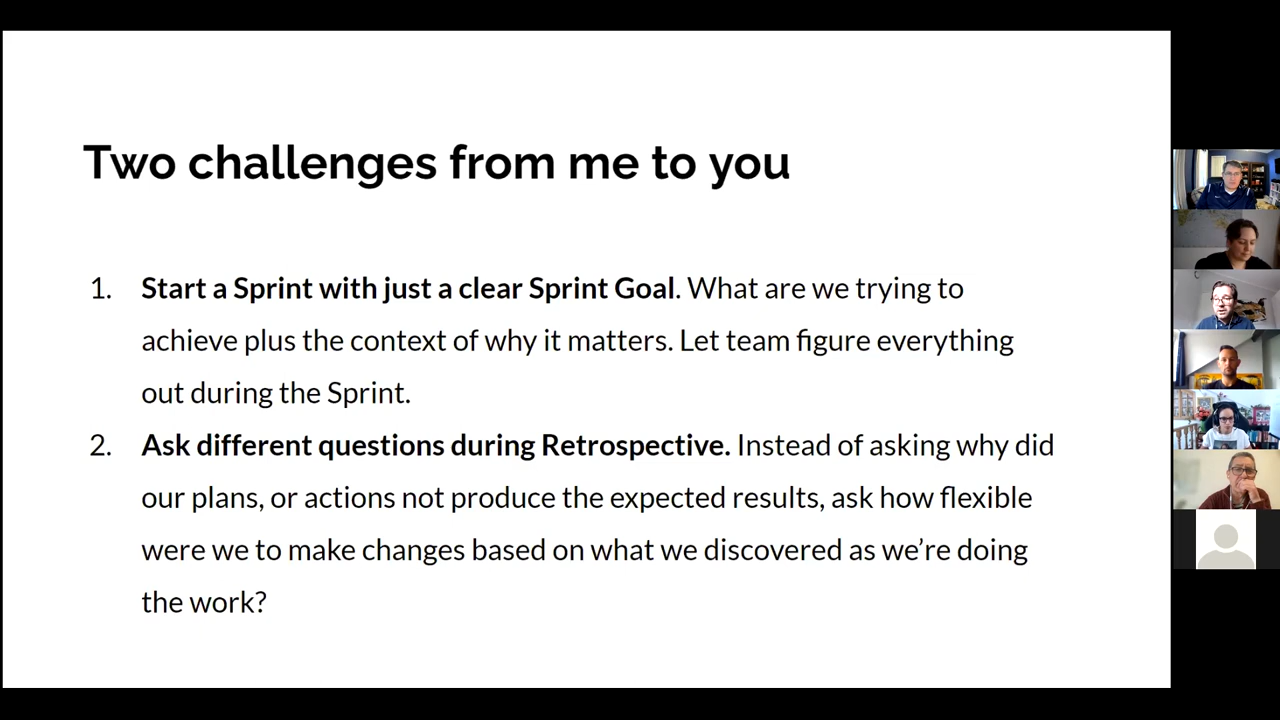 Two challenges from me to you
1. Start a Sprint with just a clear Sprint Goal. What are we trying to
achieve plus the context of why it matters. Let team figure everything
out during the Sprint.
2. Ask different questions during Retrospective. Instead of asking why did
our plans, or actions not produce the expected results, ask how flexible
were we to make changes based on what we discovered as we’re doing
the work?